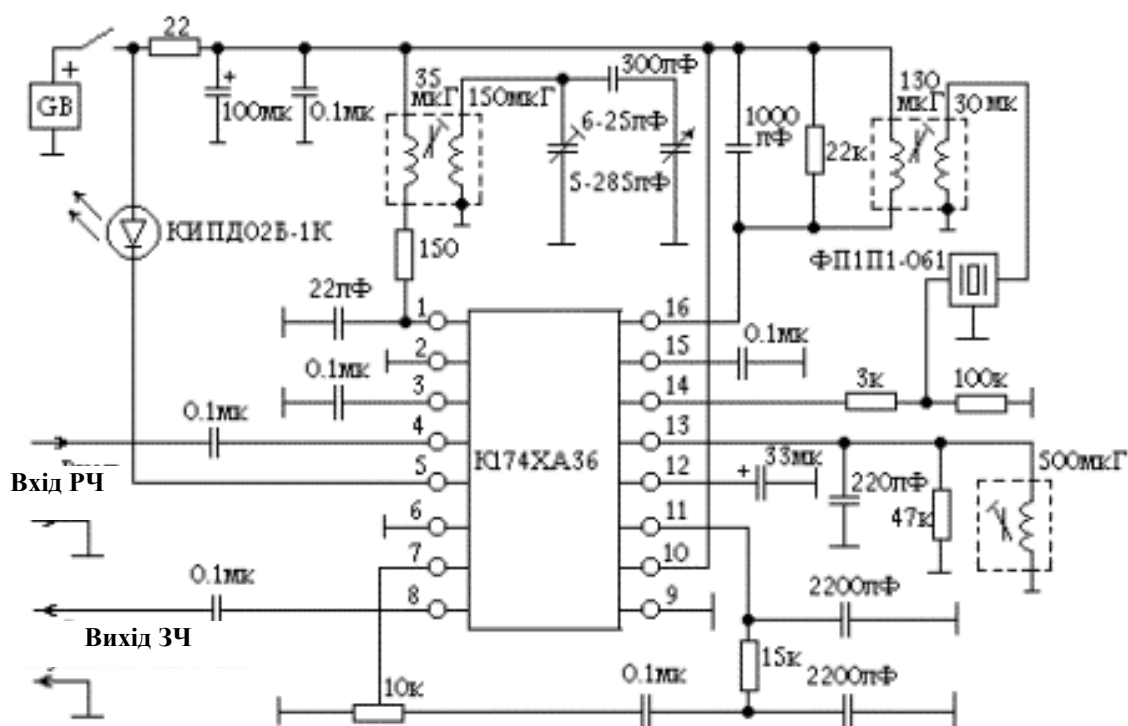 22
+
GB
+
100мк
0.1мк
35
мкГ
150мкГ
300пФ
6-25пФ
5-285пФ
1000
пФ
22к
130
мкГ
30 мк
КИПД02Б-1К
150
ФП1П1-061
22пФ
1
16
2
15
0.1мк
0.1мк
3
14
3к
100к
0.1мк
4
13
К174ХА36
Вхід РЧ
5
12
+
33мк
220пФ
47к
500мкГ
6
11
7
10
0.1мк
8
9
2200пФ
Вихід ЗЧ
15к
10к
0.1мк
2200пФ